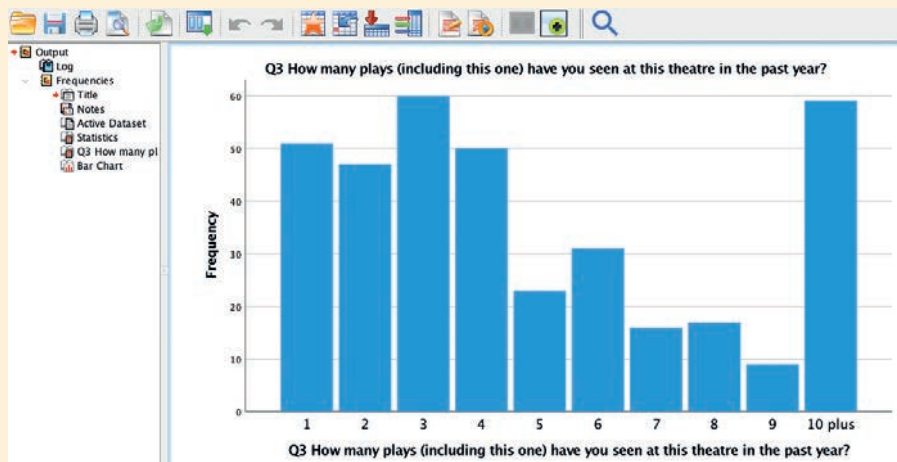 Output
Log
Frequencies
Title
Notes
Active Dataset
Statistics
Q3 How many pl
Bar Chart
Q3 How many plays (including this one) have you seen at this theatre in the past year?
Frequency
60
50
40
30
20
10
0
1 2 3 4 5 6 7 8 9 10 plus
Q3 How many plays (including this one) have you seen at this theatre in the past year?